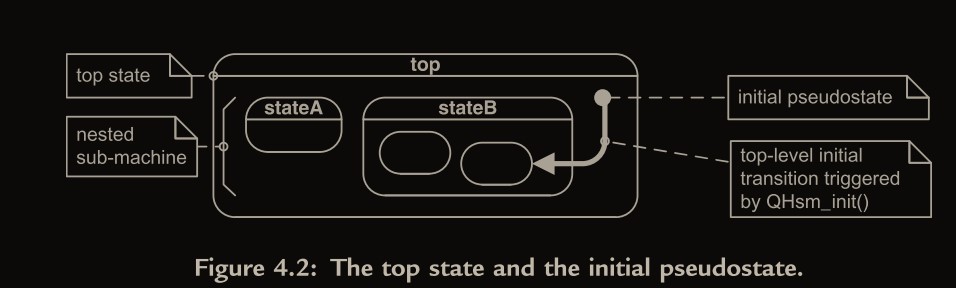 top state
top
stateA
stateB
initial pseudostate
nested
sub-machine
top-level initial
transition triggered
by QHsm_init()
Figure 4.2: The top state and the initial pseudostate.